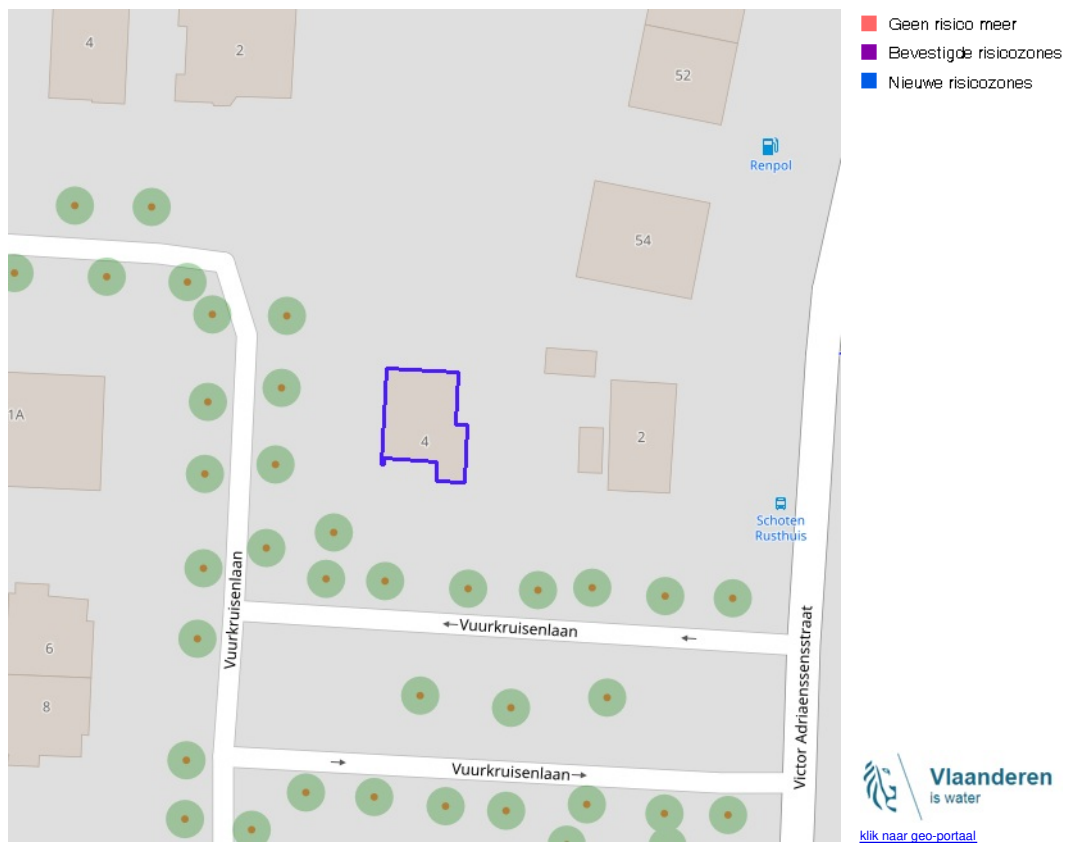 Geen risico meer
Bevestigde risicozones
Nieuwe risicozones
4
2
52
Renpol
54
1A
4
2
Schoten
Rusthuis
Vuurkruisenlaan
←Vuurkruisenlaan
←
6
8
Victor Adriaenssensstraat
→
Vuurkruisenlaan→
Vlaanderen
is water
klik naar geo-portaal